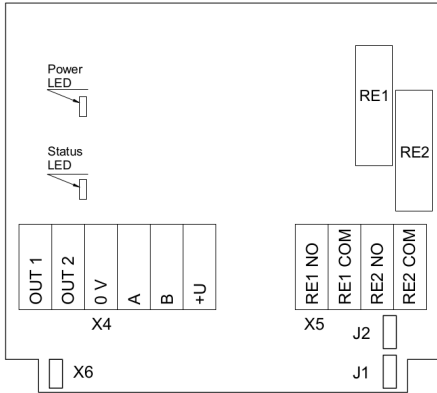 Power
LED
RE1
RE2
Status
LED
OUT 1
OUT 2
0 V
A
B
+U
RE1 NO
RE1 COM
RE2 NO
RE2 COM
X4
X5
J2
X6
J1